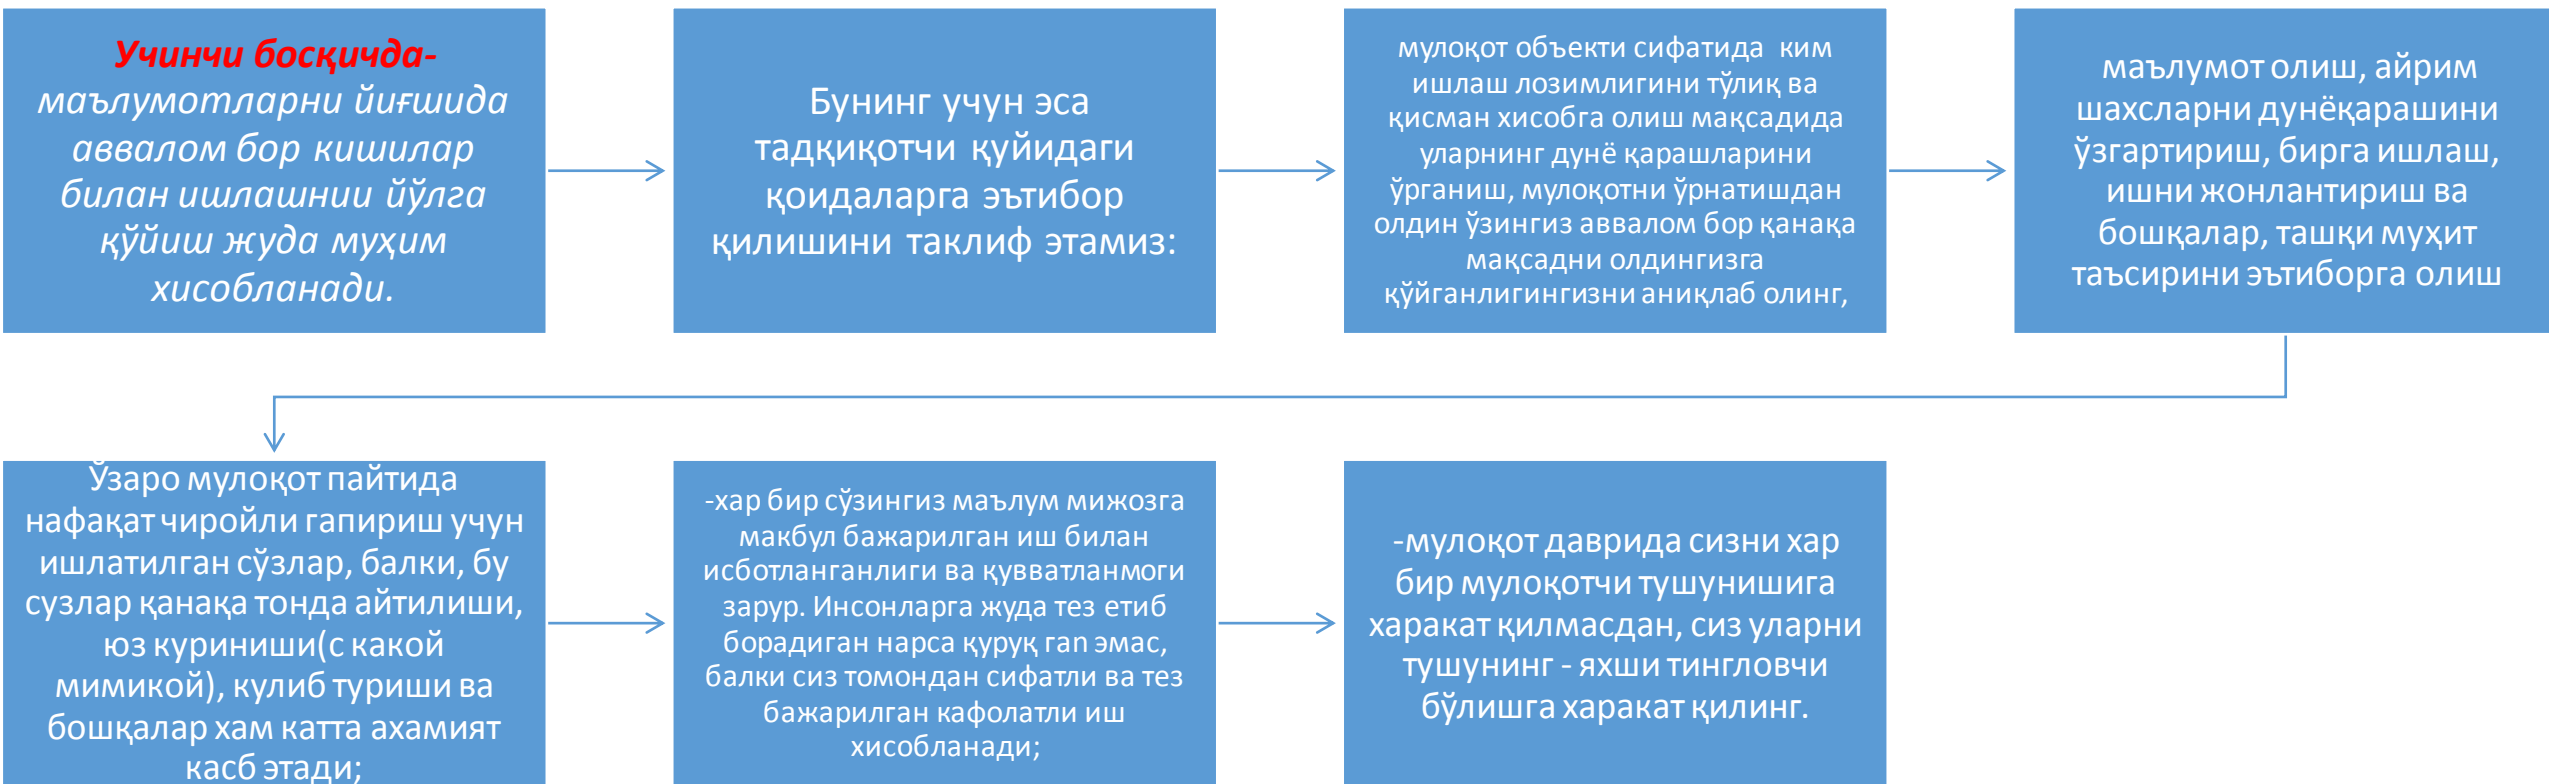 Учинчи босқичда-
маълумотларни йиғшида
аввалом бор кишилар
билан ишлашнии йўлга
қўйиш жуда муҳим
хисобланади.
Бунинг учун эса
тадқиқотчи қуйидаги
қоидаларга эътибор
қилишини таклиф этамиз:
мулоқот объекти сифатида ким
ишлаш лозимлигини тўлиқ ва
қисман хисобга олиш мақсадида
уларнинг дунё қарашларини
ўрганиш, мулоқотни ўрнатишдан
олдин ўзингиз аввалом бор қанақа
мақсадни олдингизга
қўйганлигингизни аниқлаб олинг,
маълумот олиш, айрим
шахсларни дунёқарашини
ўзгартириш, бирга ишлаш,
ишни жонлантириш ва
бошқалар, ташқи муҳит
таъсирини эътиборга олиш
Ўзаро мулоқот пайтида
нафақат чиройли гапириш учун
ишлатилган сўзлар, балки, бу
сузлар қанақа тонда айтилиши,
юз куриниши(с какой
мимикой), кулиб туриши ва
бошқалар хам катта ахамият
касб этади;
-хар бир сўзингиз маълум мижозга
макбул бажарилган иш билан
исботланганлиги ва қувватланмоги
зарур. Инсонларга жуда тез етиб
борадиган нарса қуруқ гаn эмас,
балки сиз томондан сифатли ва тез
бажарилган кафолатли иш
хисобланади;
-мулоқот даврида сизни хар
бир мулоқотчи тушунишига
харакат қилмасдан, сиз уларни
тушунинг - яхши тингловчи
бўлишга харакат қилинг.